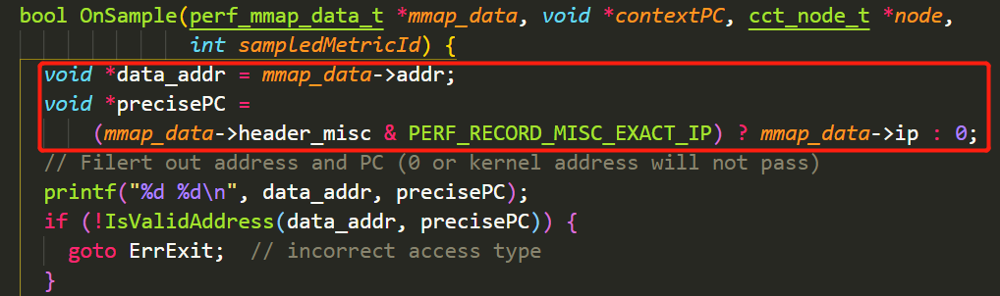 bool OnSample(perf_mmap_data_t *mmap_data, void *contextPC, cct_node_t *node,
              int sampledMetricId) {
  void *data_addr = mmap_data->addr;
  void *precisePC =
      (mmap_data->header_misc & PERF_RECORD_MISC_EXACT_IP) ? mmap_data->ip : 0;
  // Filert out address and PC (0 or kernel address will not pass)
  printf("%d %d\n", data_addr, precisePC);
  if (!IsValidAddress(data_addr, precisePC)) {
    goto ErrExit;  // incorrect access type
  }